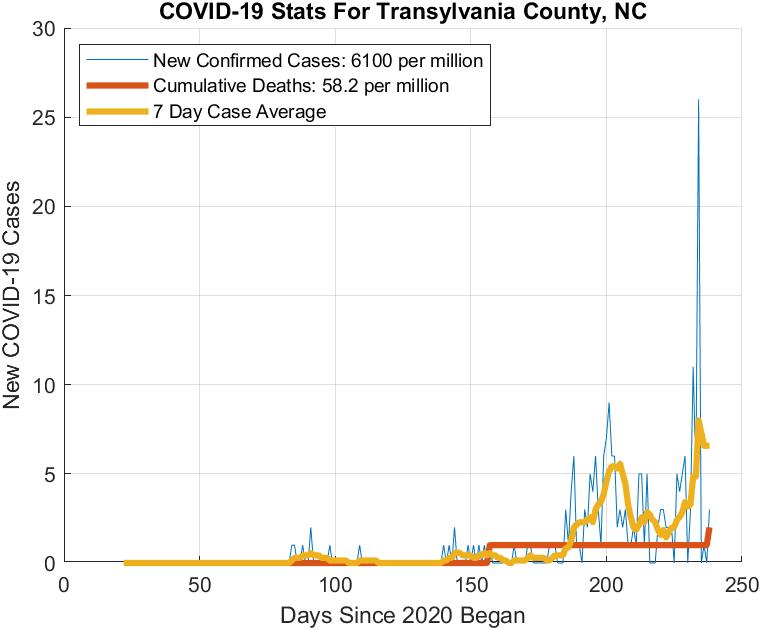 COVID-19 Stats For Transylvania County, NC
30
25
20
15
10
5
0
New Confirmed Cases: 6100 per million
Cumulative Deaths: 58.2 per million
7 Day Case Average
New COVID-19 Cases
0 50 100 150 200 250
Days Since 2020 Began